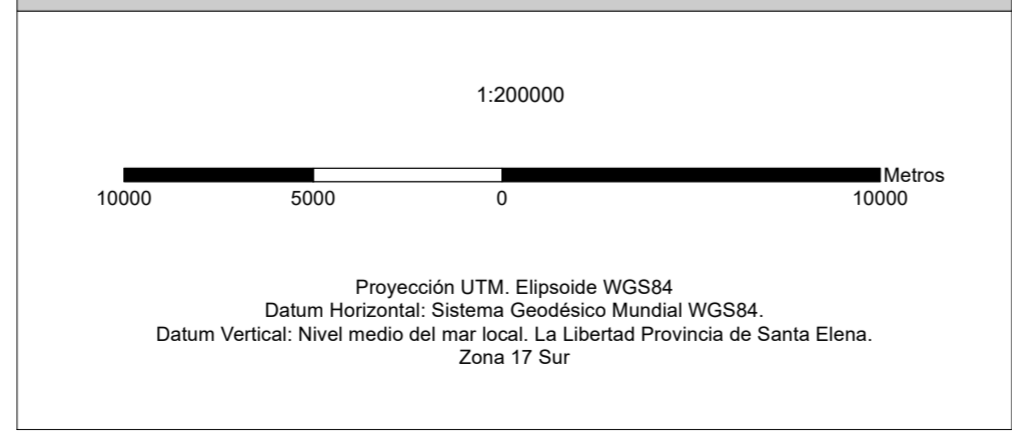 1:200000
Metros
10000 5000 0 10000
Proyección UTM. Elipsoide WGS84
Datum Horizontal: Sistema Geodésico Mundial WGS84.
Datum Vertical: Nivel medio del mar local. La Libertad Provincia de Santa Elena.
Zona 17 Sur